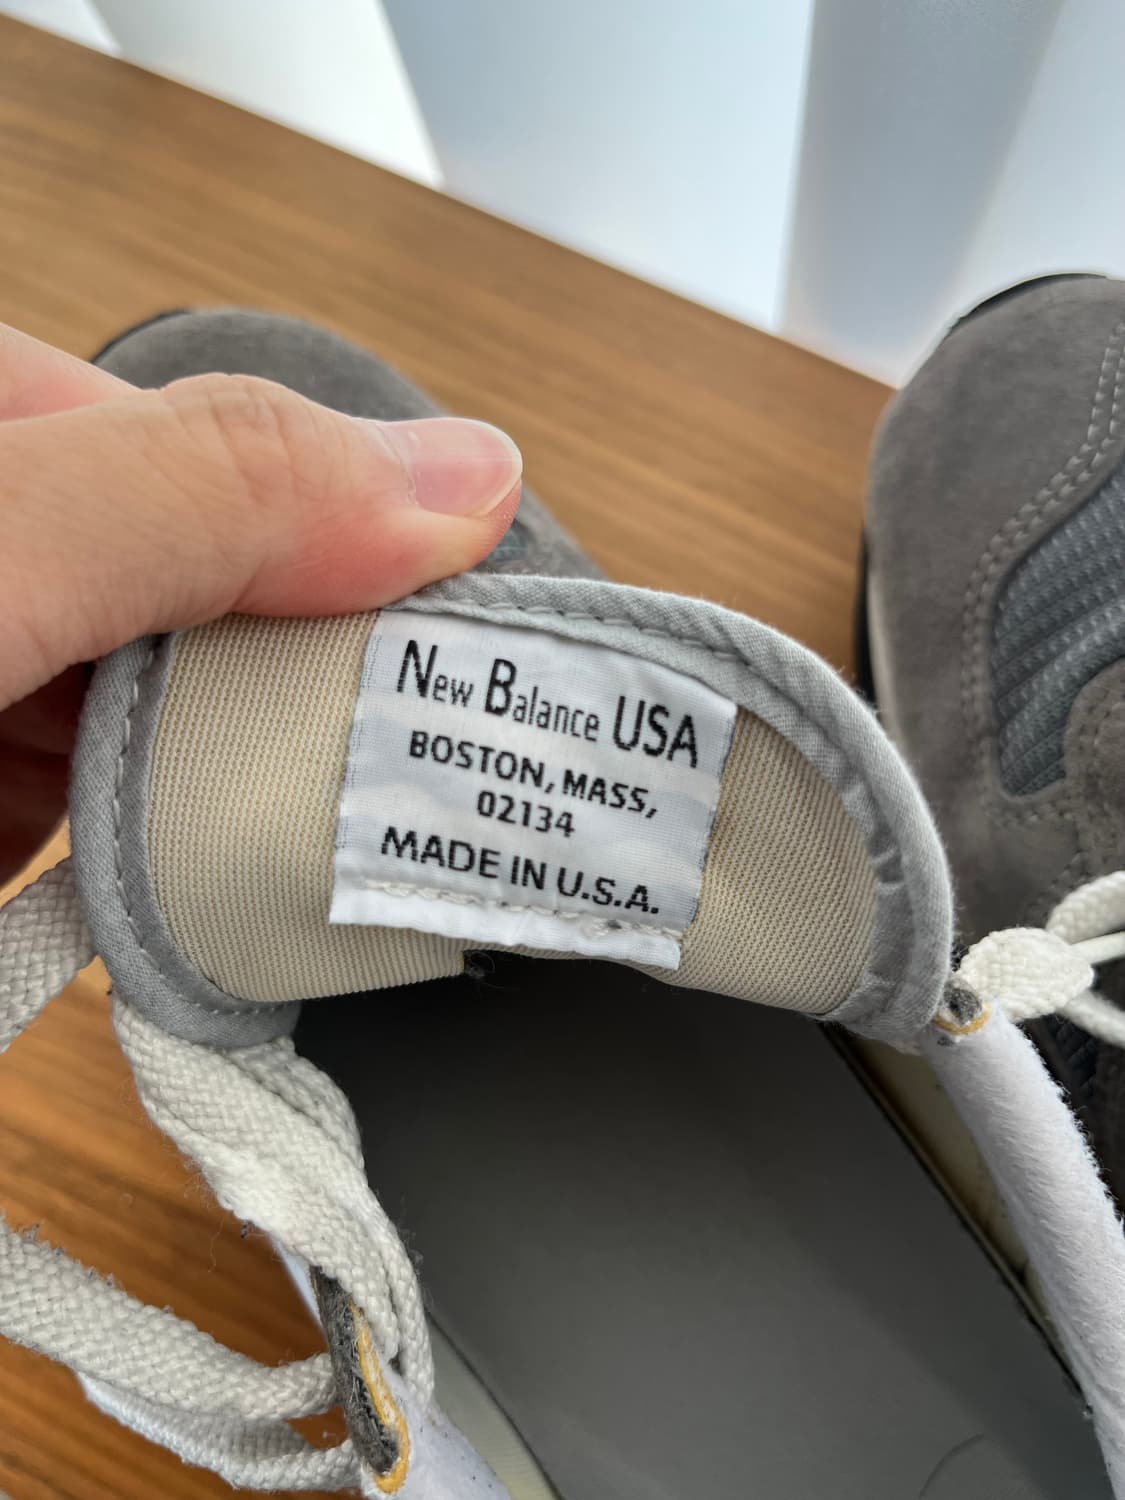 New Balance USA
BOSTON, MASS,
02134
MADE IN U.S.A.